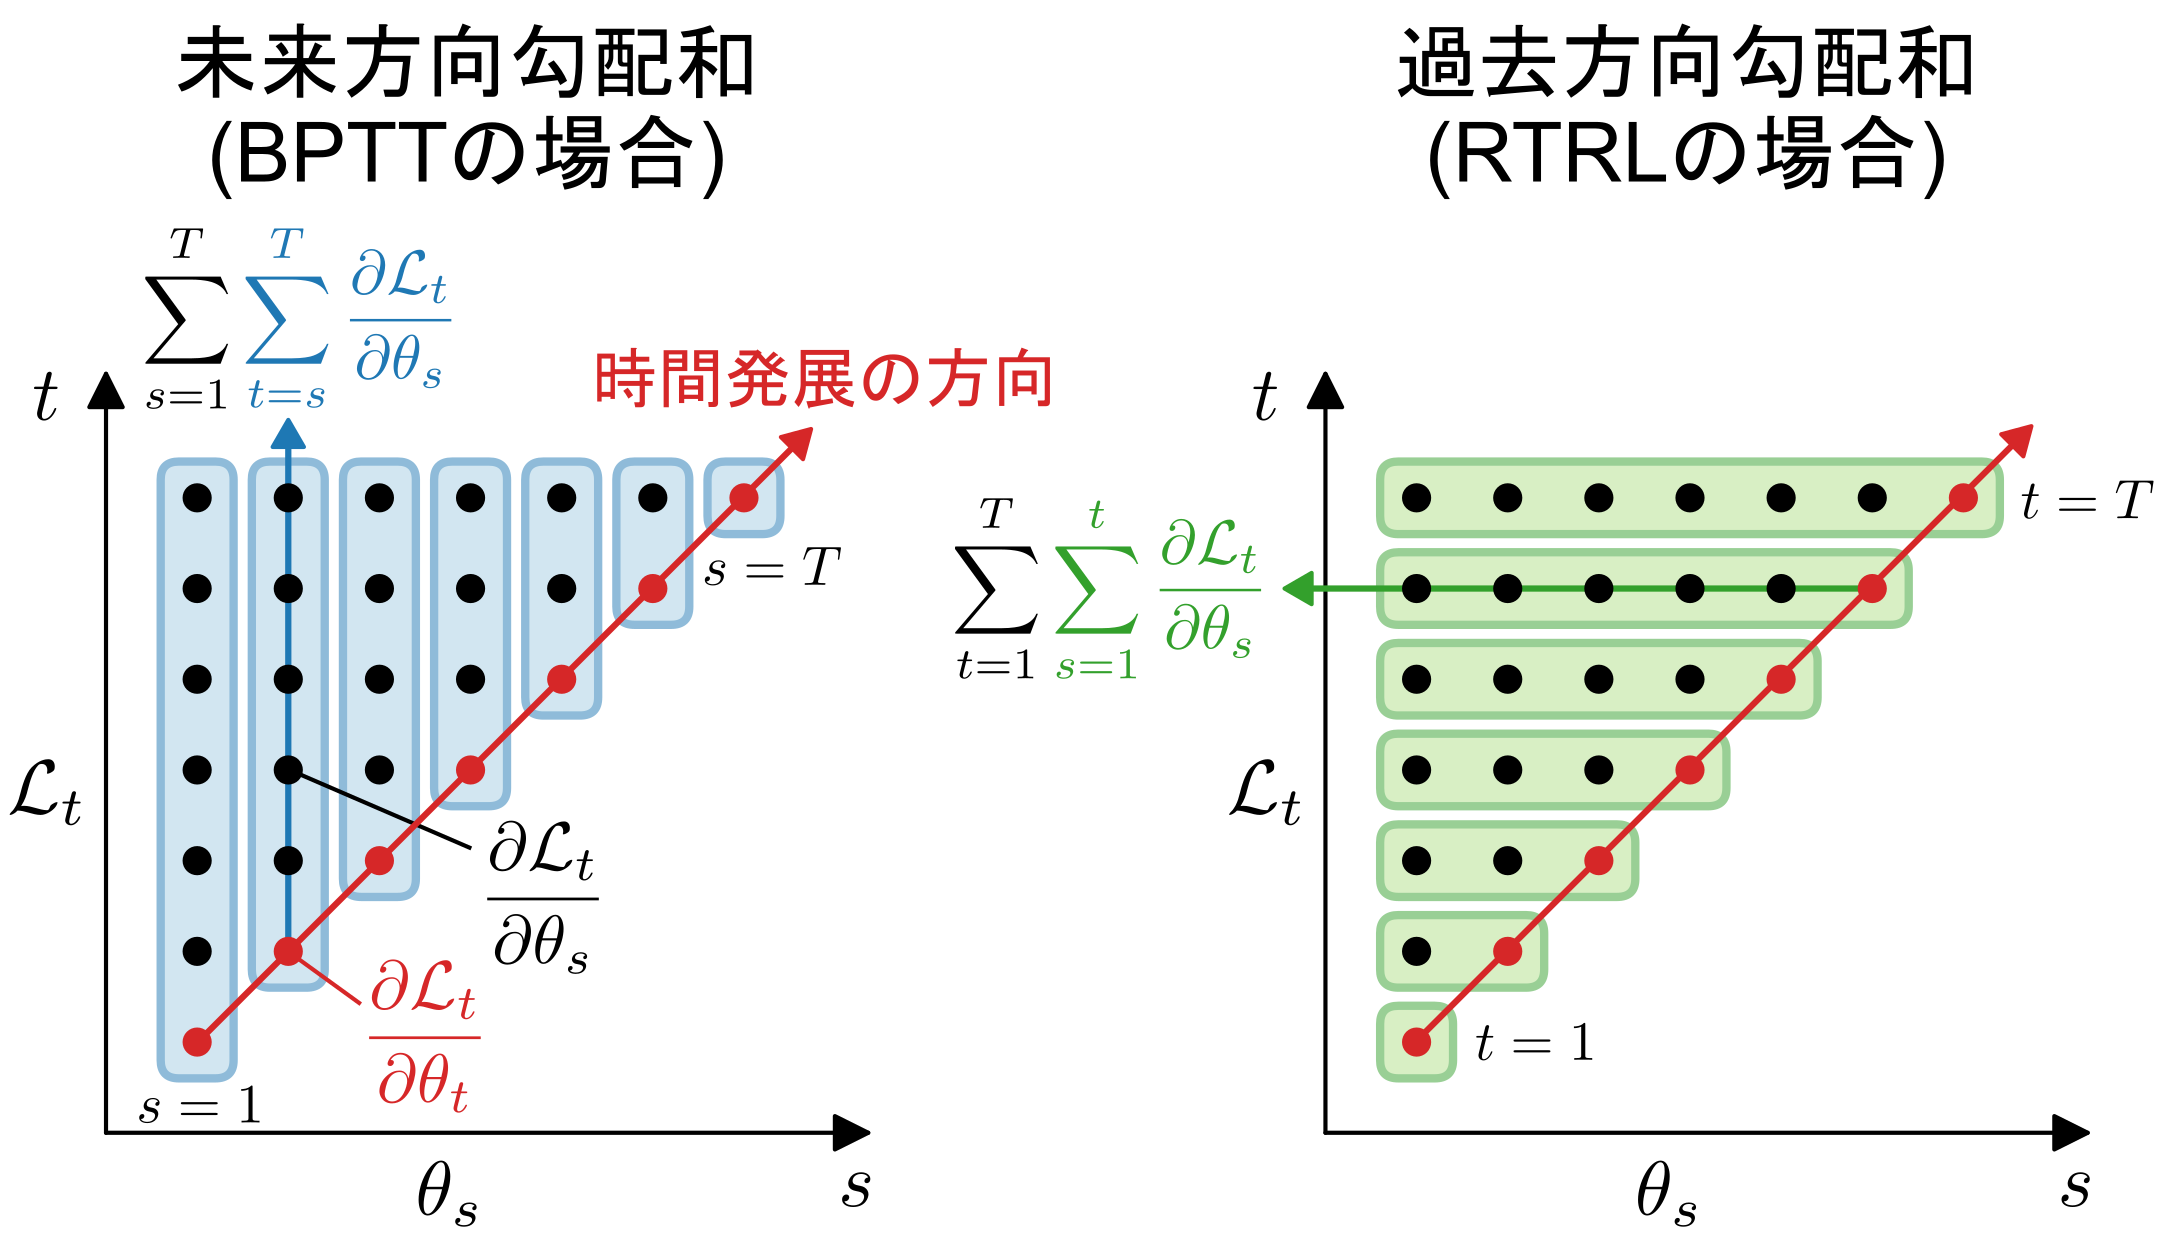 未来方向勾配和
(BPTTの場合)
$\sum_{s=1}^{T} \sum_{t=s}^{T} \frac{\partial \mathcal{L}_t}{\partial \theta_s}$
時間発展の方向
t
s = T
$\mathcal{L}_t$
$\frac{\partial \mathcal{L}_t}{\partial \theta_s}$
$\frac{\partial \mathcal{L}_t}{\partial \theta_t}$
s = 1
$\theta_s$
s
過去方向勾配和
(RTRLの場合)
t
t = T
$\sum_{t=1}^{T} \sum_{s=1}^{t} \frac{\partial \mathcal{L}_t}{\partial \theta_s}$
$\mathcal{L}_t$
t = 1
$\theta_s$
s